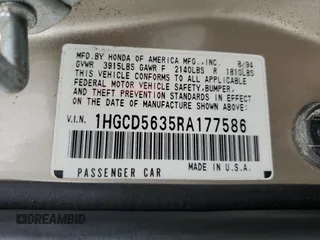 MFD. BY HONDA OF AMERICA MFG., INC. 8/94
GVWR 3915LBS GAWR F 2140LBS R 1810LBS
THIS VEHICLE CONFORMS TO ALL APPLICABLE
FEDERAL MOTOR VEHICLE SAFETY, BUMPER,
AND THEFT PREVENTION STANDARDS IN
EFFECT ON THE DATE OF MANUFACTURE
SHOWN ABOVE.
V.I.N. 1HGCD5635RA177586
PASSENGER CAR MADE IN U.S.A.
DREAMBID